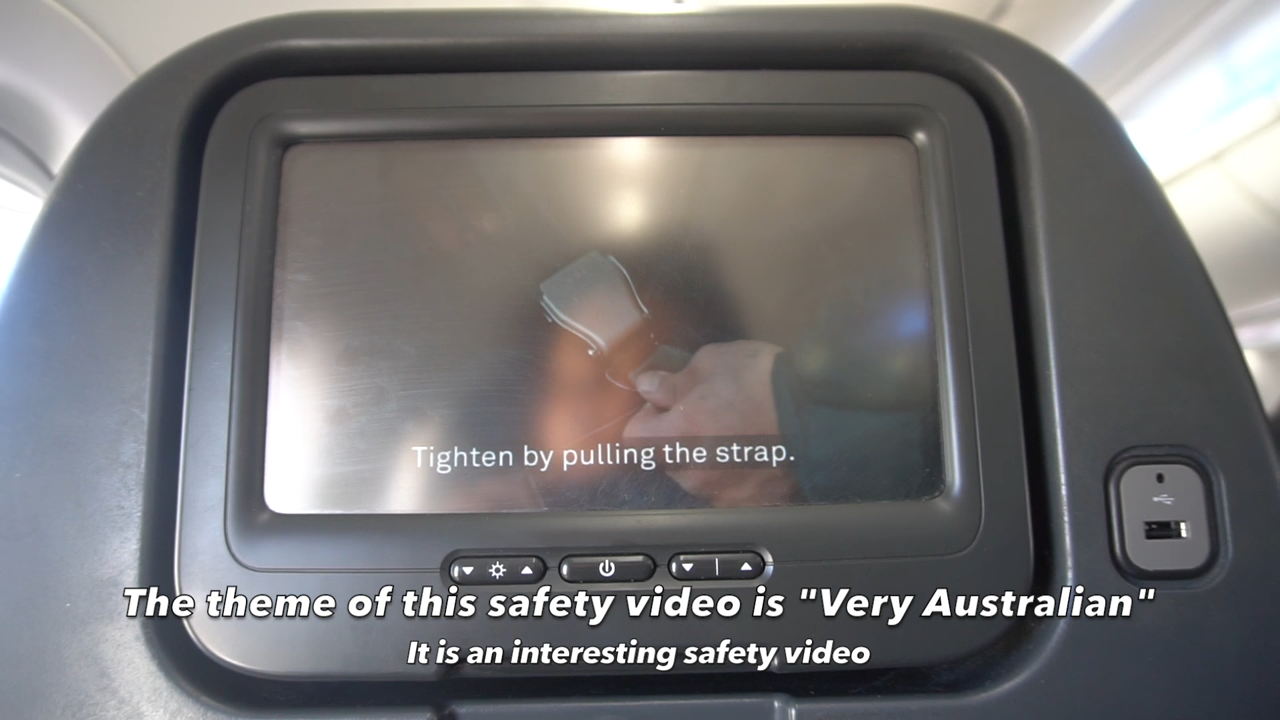 Tighten by pulling the strap.
The theme of this safety video is "Very Australian"
It is an interesting safety video